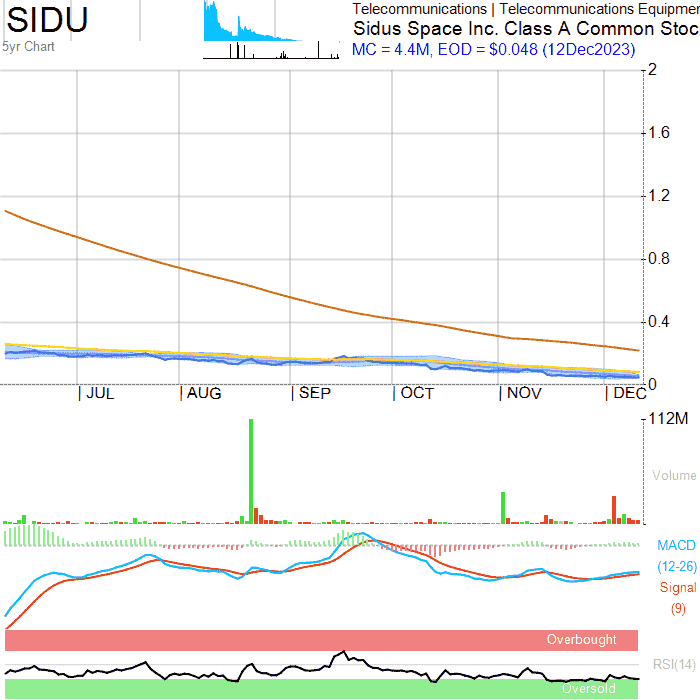 SIDU
5yr Chart
Telecommunications | Telecommunications Equipmen
Sidus Space Inc. Class A Common Stoc
MC = 4.4M, EOD = $0.048 (12Dec2023)
2
1.6
1.2
0.8
0.4
0
JUL
AUG
SEP
OCT
NOV
DEC
112M
Volume
MACD
(12-26)
Signal
(9)
Overbought
RSI(14)
Oversold